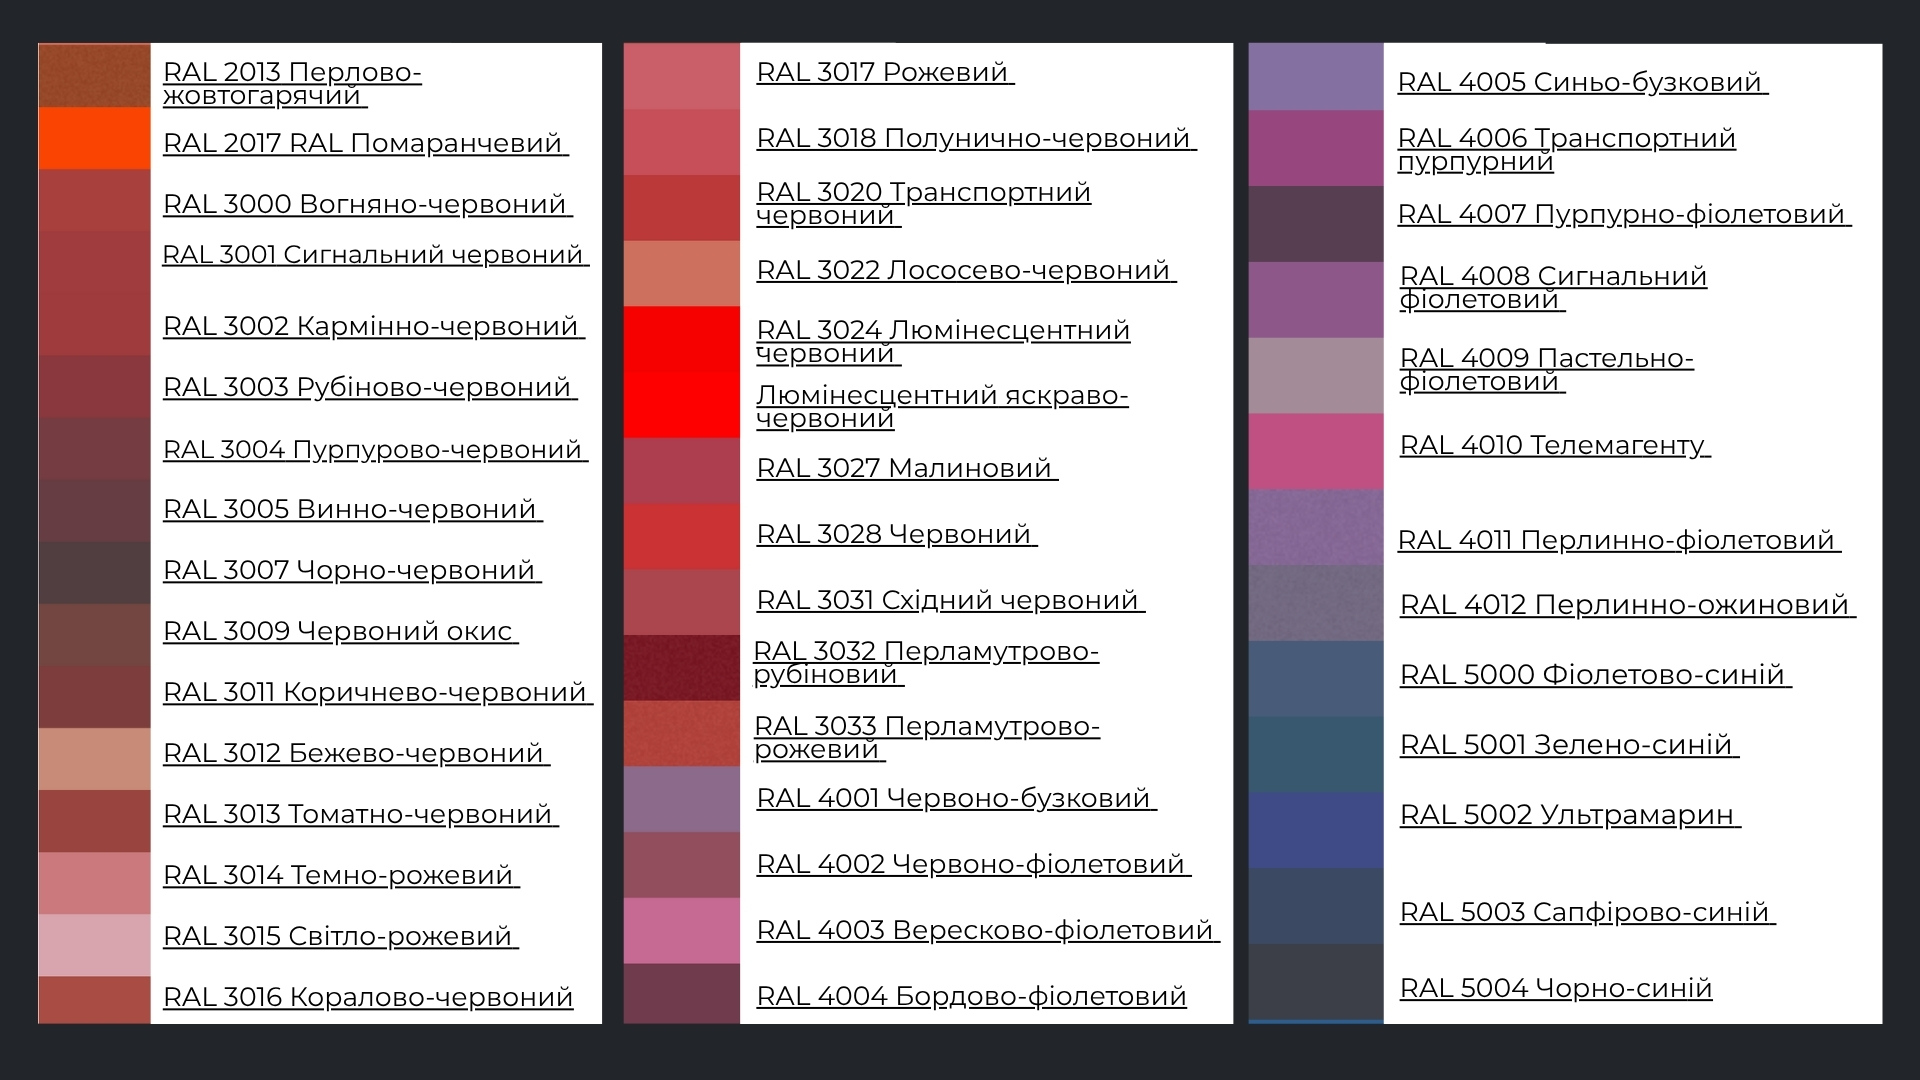 RAL 2013 Перлово-
жовтогарячий
RAL 2017 RAL Помаранчевий
RAL 3000 Вогняно-червоний
RAL 3001 Сигнальний червоний
RAL 3002 Кармінно-червоний
RAL 3003 Рубіново-червоний
RAL 3004 Пурпурово-червоний
RAL 3005 Винно-червоний
RAL 3007 Чорно-червоний
RAL 3009 Червоний окис
RAL 3011 Коричнево-червоний
RAL 3012 Бежево-червоний
RAL 3013 Томатно-червоний
RAL 3014 Темно-рожевий
RAL 3015 Світло-рожевий
RAL 3016 Коралово-червоний
RAL 3017 Рожевий
RAL 3018 Полунично-червоний
RAL 3020 Транспортний
червоний
RAL 3022 Лососево-червоний
RAL 3024 Люмінесцентний
червоний
Люмінесцентний яскраво-
червоний
RAL 3027 Малиновий
RAL 3028 Червоний
RAL 3031 Східний червоний
RAL 3032 Перламутрово-
рубіновий
RAL 3033 Перламутрово-
рожевий
RAL 4001 Червоно-бузковий
RAL 4002 Червоно-фіолетовий
RAL 4003 Вересково-фіолетовий
RAL 4004 Бордово-фіолетовий
RAL 4005 Синьо-бузковий
RAL 4006 Транспортний
пурпурний
RAL 4007 Пурпурно-фіолетовий
RAL 4008 Сигнальний
фіолетовий
RAL 4009 Пастельно-
фіолетовий
RAL 4010 Телемагенту
RAL 4011 Перлинно-фіолетовий
RAL 4012 Перлинно-ожиновий
RAL 5000 Фіолетово-синій
RAL 5001 Зелено-синій
RAL 5002 Ультрамарин
RAL 5003 Сапфірово-синій
RAL 5004 Чорно-синій